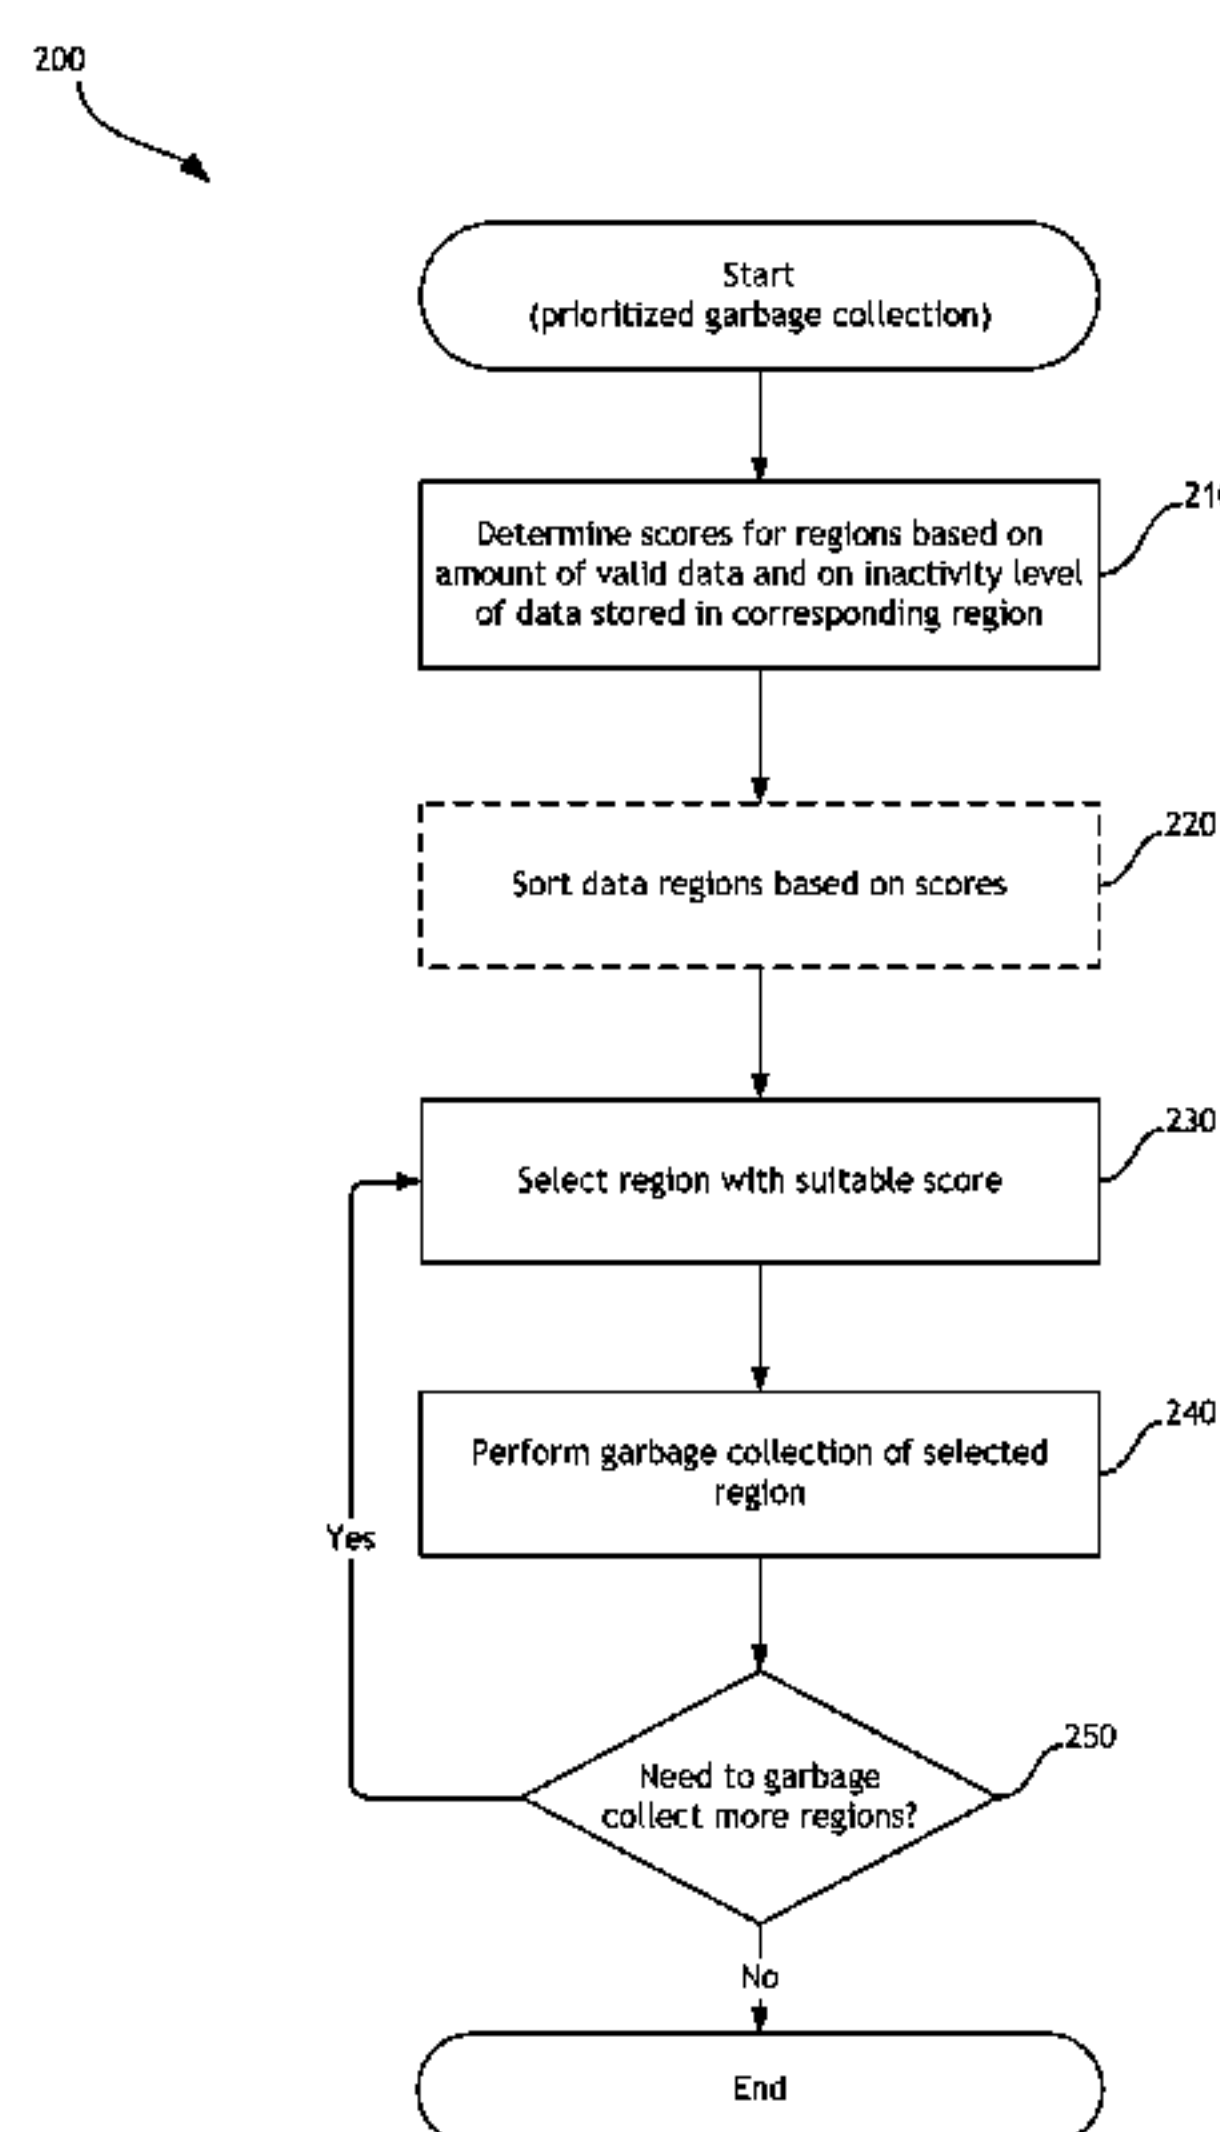 200
Start
(prioritized garbage collection)
Determine scores for regions based on
amount of valid data and on inactivity level
of data stored in corresponding region
Sort data regions based on scores
220
Select region with suitable score
230
Perform garbage collection of selected
region
240
Yes
Need to garbage
collect more regions?
250
No
End